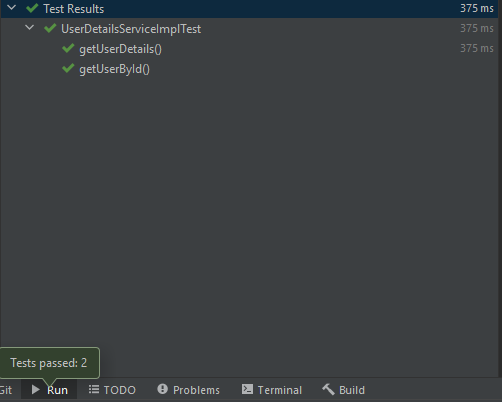 Test Results 375 ms
UserDetailsServiceImplTest 375 ms
getUserDetails() 375 ms
getUserById()
Tests passed: 2
Git Run TODO Problems Terminal Build